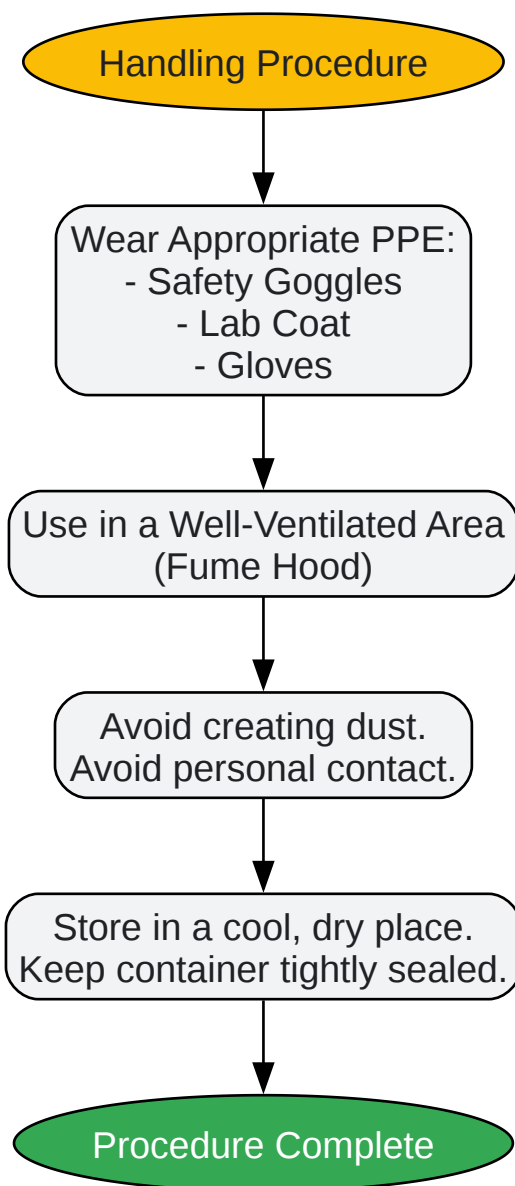 Handling Procedure
Wear Appropriate PPE:
- Safety Goggles
- Lab Coat
- Gloves
Use in a Well-Ventilated Area
(Fume Hood)
Avoid creating dust.
Avoid personal contact.
Store in a cool, dry place.
Keep container tightly sealed.
Procedure Complete